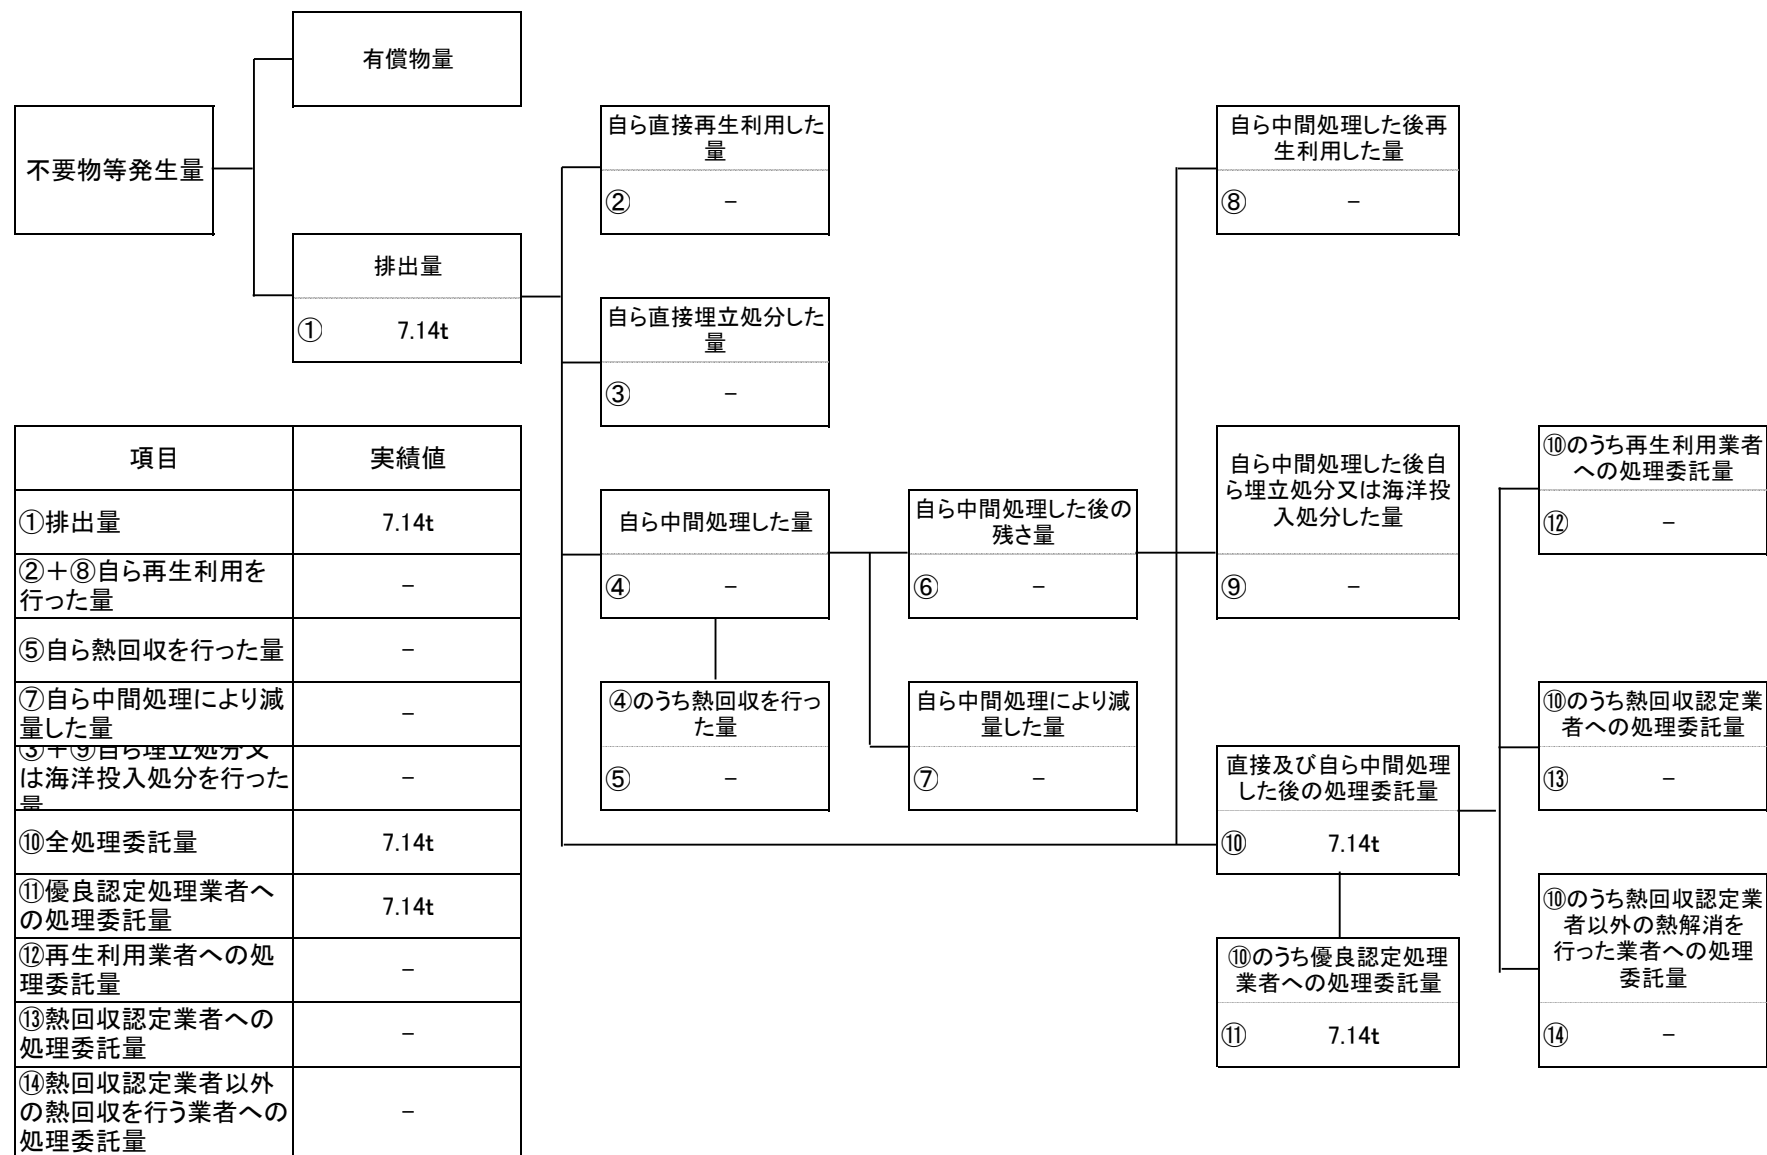 有償物量
不要物等発生量
排出量
① 7.14t
自ら直接再生利用した
量
② －
自ら直接埋立処分した
量
③ －
自ら中間処理した量
④ －
④のうち熱回収を行っ
た量
⑤ －
自ら中間処理した後の
残さ量
⑥ －
自ら中間処理により減
量した量
⑦ －
自ら中間処理した後再
生利用した量
⑧ －
自ら中間処理した後自
ら埋立処分又は海洋投
入処分した量
⑨ －
直接及び自ら中間処理
した後の処理委託量
⑩ 7.14t
⑩のうち優良認定処理
業者への処理委託量
⑪ 7.14t
⑩のうち再生利用業者
への処理委託量
⑫ －
⑩のうち熱回収認定業
者への処理委託量
⑬ －
⑩のうち熱回収認定業
者以外の熱解消を
行った業者への処理
委託量
⑭ －
項目 実績値
①排出量 7.14t
②＋⑧自ら再生利用を
行った量 －
⑤自ら熱回収を行った量 －
⑦自ら中間処理により減
量した量 －
③＋⑨自ら埋立処分又
は海洋投入処分を行った
量 －
⑩全処理委託量 7.14t
⑪優良認定処理業者へ
の処理委託量 7.14t
⑫再生利用業者への処
理委託量 －
⑬熱回収認定業者への
処理委託量 －
⑭熱回収認定業者以外
の熱回収を行う業者への
処理委託量 －